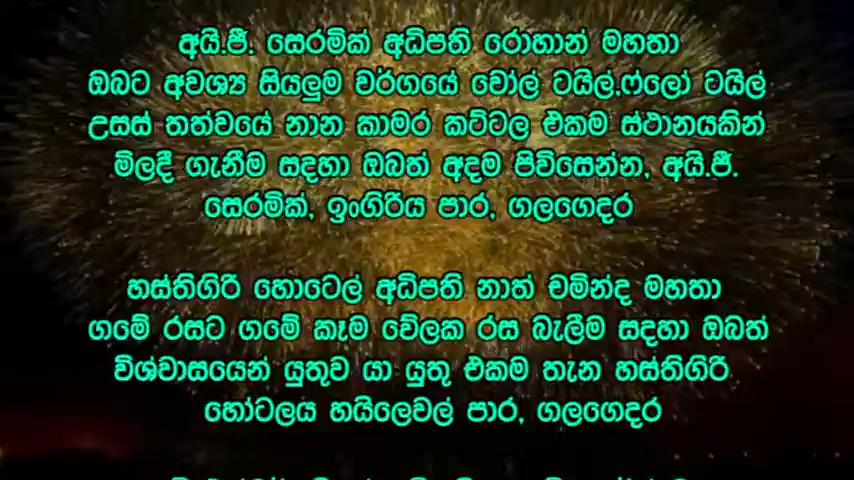 අයි.ජී. සෙරමික් අධිපති රොහාන් මහතා
ඔබට අවශ්‍ය සියලුම වර්ගයේ වෝල් ටයිල්.ෆ්ලෝ ටයිල්
උසස් තත්වයේ නාන කාමර කට්ටල එකම ස්ථානයකින්
මිලදී ගැනීම සදහා ඔබත් අදම පිවිසෙන්න, අයි.ජී.
සෙරමික්, ඉංගිරිය පාර, ගලගෙදර
හස්තිගිරි හොටෙල් අධිපති නාත් චමින්ද මහතා
ගමේ රසට ගමේ කෑම වේලක රස බැලීම සදහා ඔබත්
විශ්වාසයෙන් යුතුව යා යුතු එකම තැන හස්තිගිරි
හෝටලය හයිලෙවල් පාර, ගලගෙදර